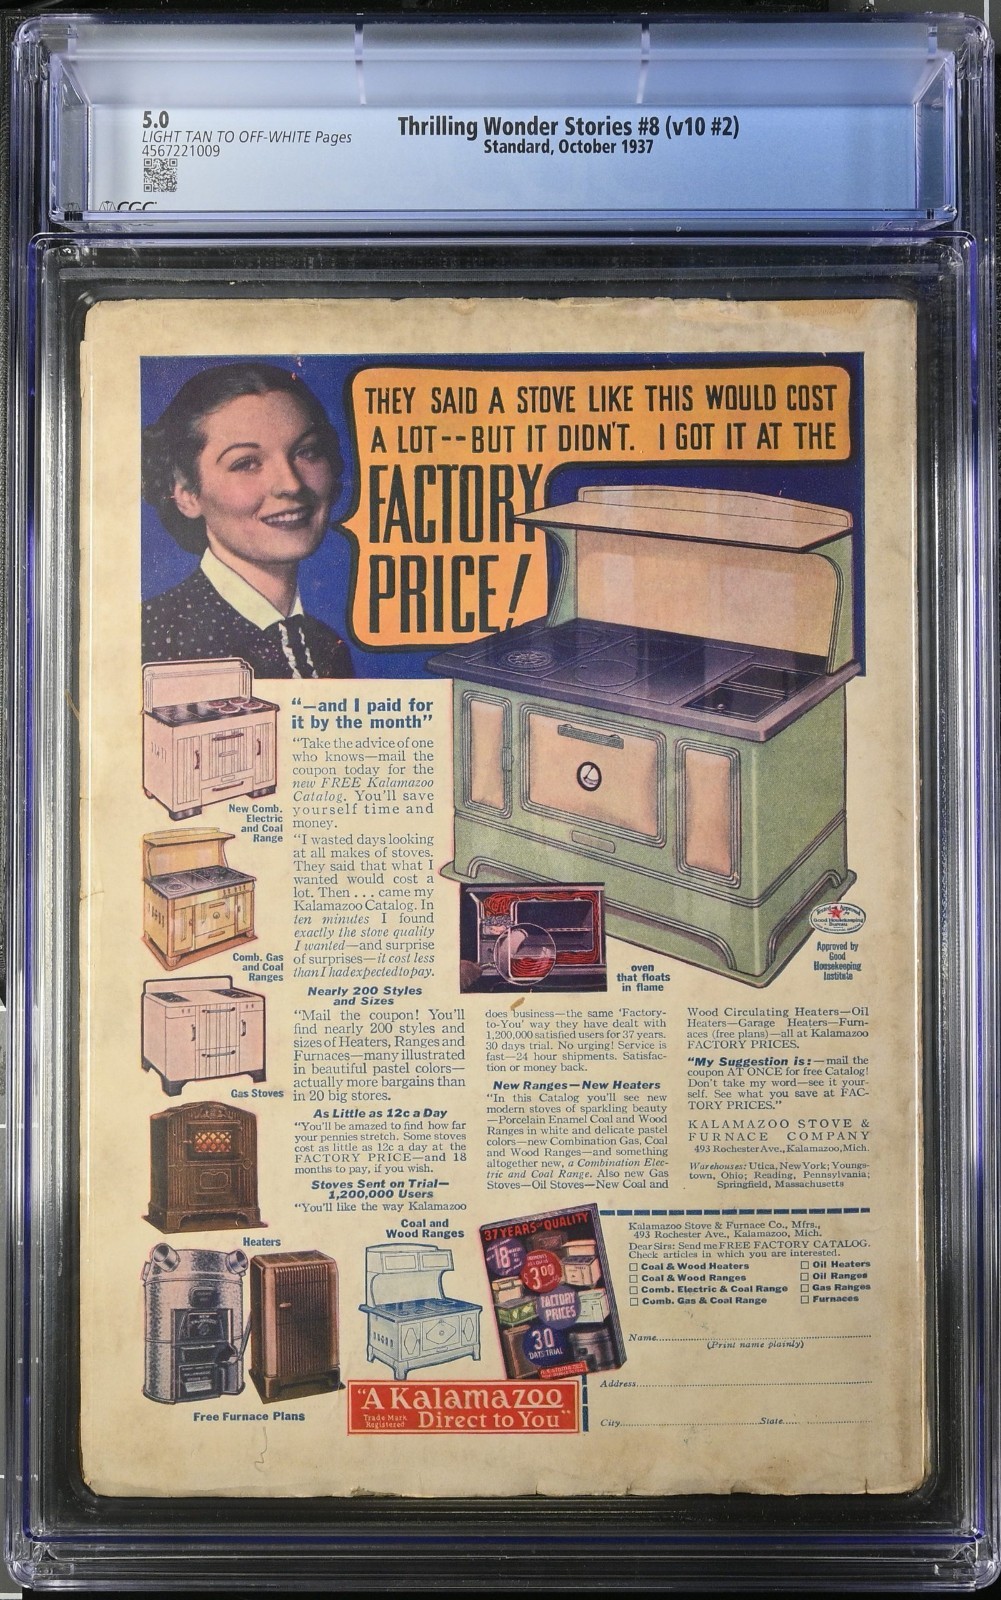 5.0
LIGHT TAN TO OFF-WHITE Pages
4567221009
Thrilling Wonder Stories #8 (v10 #2)
Standard, October 1937
CGC
THEY SAID A STOVE LIKE THIS WOULD COST
A LOT--BUT IT DIDN'T. I GOT IT AT THE
FACTORY
PRICE!
"—and I paid for
it by the month"
"Take the advice of one
who knows—mail the
coupon today for the
new FREE Kalamazoo
Catalog. You'll save
yourself time and
money.
"I wasted days looking
at all makes of stoves.
They said that what I
wanted would cost a
lot. Then . . . came my
Kalamazoo Catalog. In
ten minutes I found
exactly the stove quality
I wanted—and surprise
of surprises—it cost less
than I had expected to pay.
Nearly 200 Styles
and Sizes
"Mail the coupon! You'll
find nearly 200 styles and
sizes of Heaters, Ranges and
Furnaces—many illustrated
in beautiful pastel colors—
actually more bargains than
in 20 big stores.
As Little as 12c a Day
"You'll be amazed to find how far
your pennies stretch. Some stoves
cost as little as 12c a day at the
FACTORY PRICE—and 18
months to pay, if you wish.
Stoves Sent on Trial—
1,200,000 Users
"You'll like the way Kalamazoo
New Comb.
Electric
and Coal
Range
Comb. Gas
and Coal
Ranges
Gas Stoves
Heaters
Free Furnace Plans
Coal and
Wood Ranges
oven
that floats
in flame
Good Housekeeping
Bureau
Approved by
Good
Housekeeping
Institute
does business—the same 'Factory-
to-You' way they have dealt with
1,200,000 satisfied users for 37 years.
30 days trial. No urging! Service is
fast—24 hour shipments. Satisfac-
tion or money back.
New Ranges—New Heaters
"In this Catalog you'll see new
modern stoves of sparkling beauty
—Porcelain Enamel Coal and Wood
Ranges in white and delicate pastel
colors—new Combination Gas, Coal
and Wood Ranges—and something
altogether new, a Combination Elec-
tric and Coal Range. Also new Gas
Stoves—Oil Stoves—New Coal and
Wood Circulating Heaters—Oil
Heaters—Garage Heaters—Furn-
aces (free plans)—all at Kalamazoo
FACTORY PRICES.
"My Suggestion is:—mail the
coupon AT ONCE for free Catalog!
Don't take my word—see it your-
self. See what you save at FAC-
TORY PRICES."
KALAMAZOO STOVE &
FURNACE COMPANY
493 Rochester Ave., Kalamazoo, Mich.
Warehouses: Utica, New York; Youngs-
town, Ohio; Reading, Pennsylvania;
Springfield, Massachusetts
37 YEARS OF QUALITY
18
$3.00
FACTORY
PRICES
30
DAYS TRIAL
"A Kalamazoo
Trade Mark
Registered
Direct to You"
Kalamazoo Stove & Furnace Co., Mfrs.,
493 Rochester Ave., Kalamazoo, Mich.
Dear Sirs: Send me FREE FACTORY CATALOG.
Check articles in which you are interested.
☐ Coal & Wood Heaters ☐ Oil Heaters
☐ Coal & Wood Ranges ☐ Oil Ranges
☐ Comb. Electric & Coal Range ☐ Gas Ranges
☐ Comb. Gas & Coal Range ☐ Furnaces
Name
(Print name plainly)
Address
City State